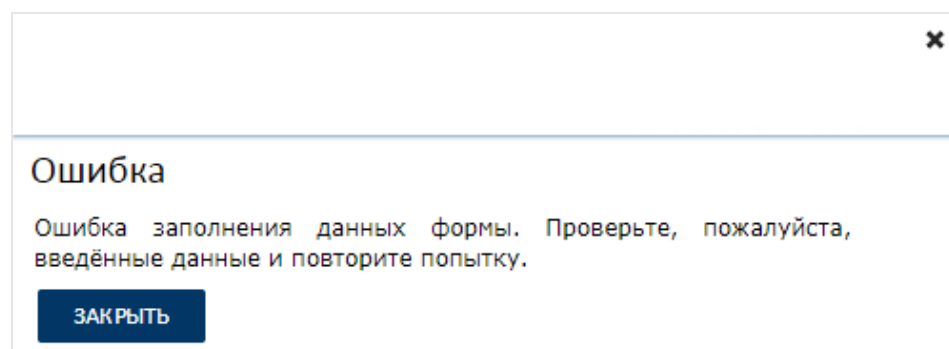 Ошибка
Ошибка заполнения данных формы. Проверьте, пожалуйста,
введённые данные и повторите попытку.
ЗАКРЫТЬ